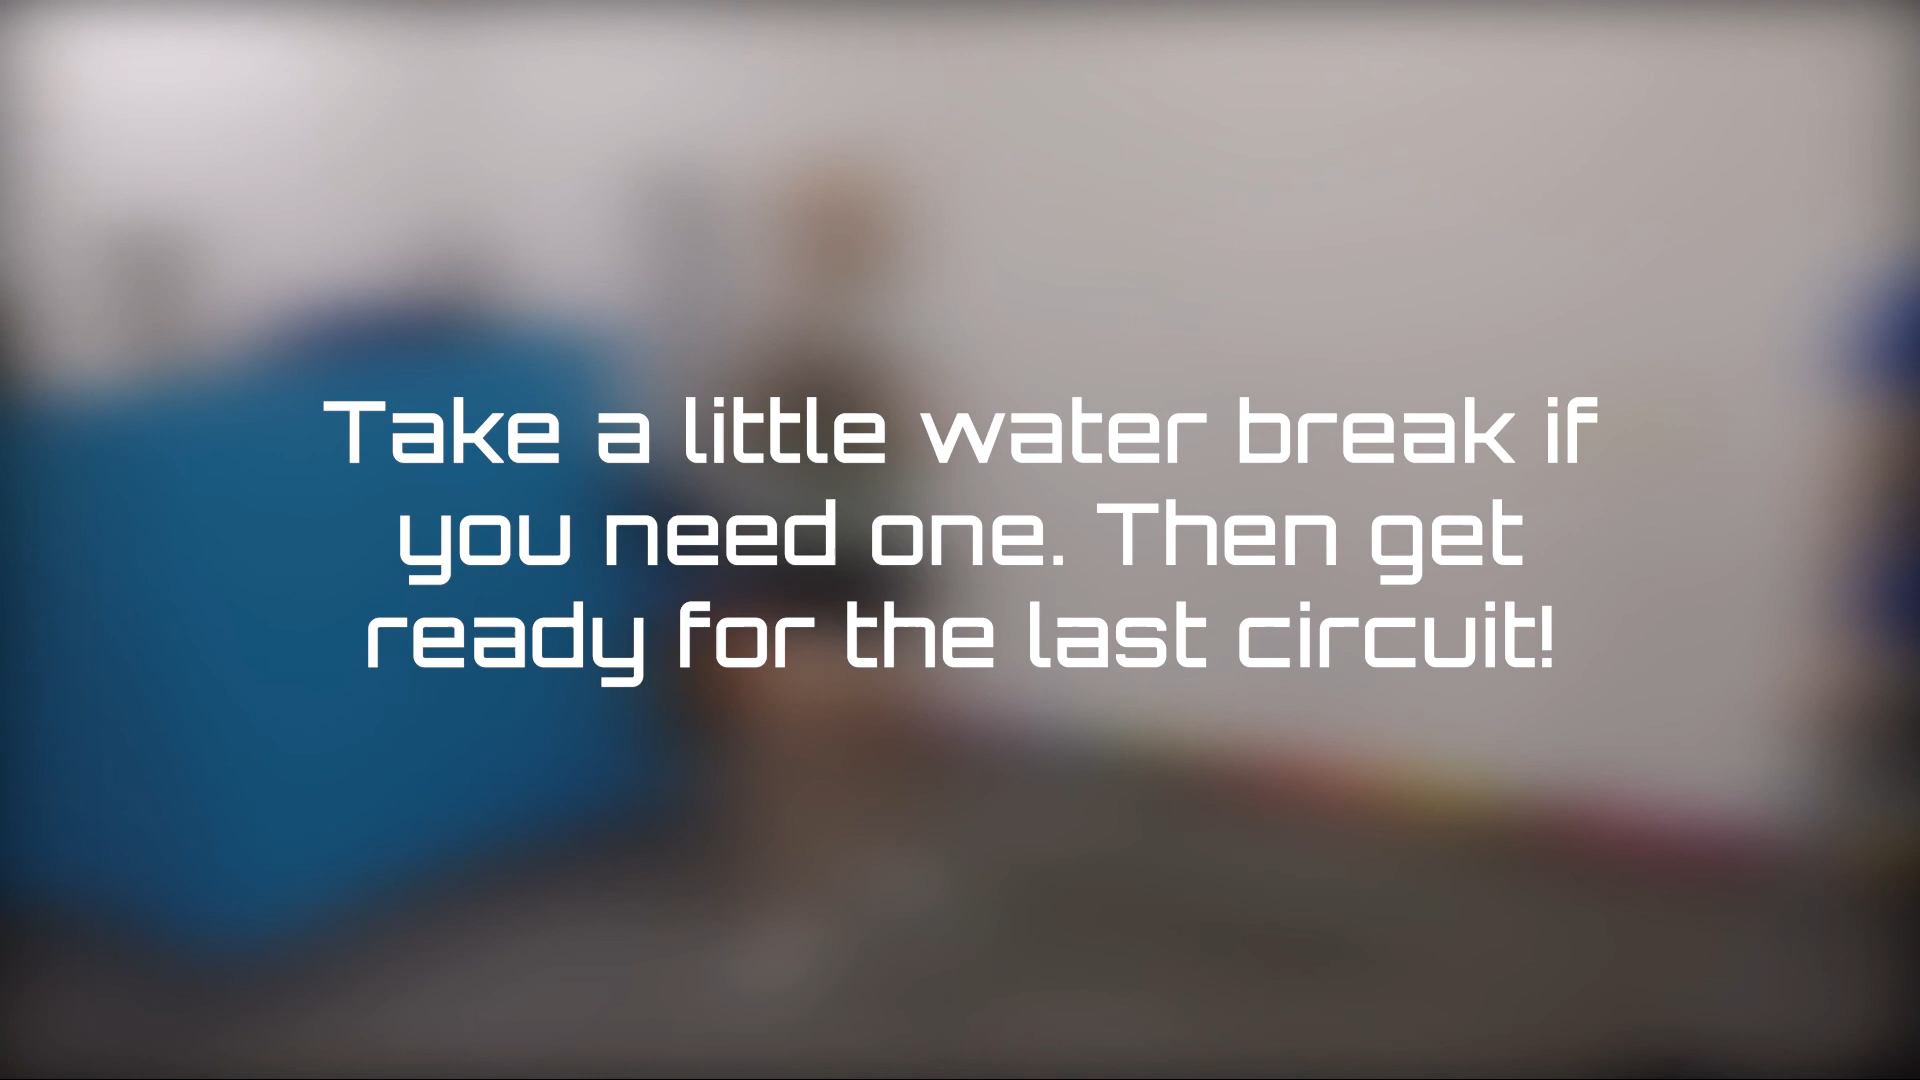 Take a little water break if
you need one. Then get
ready for the last circuit!